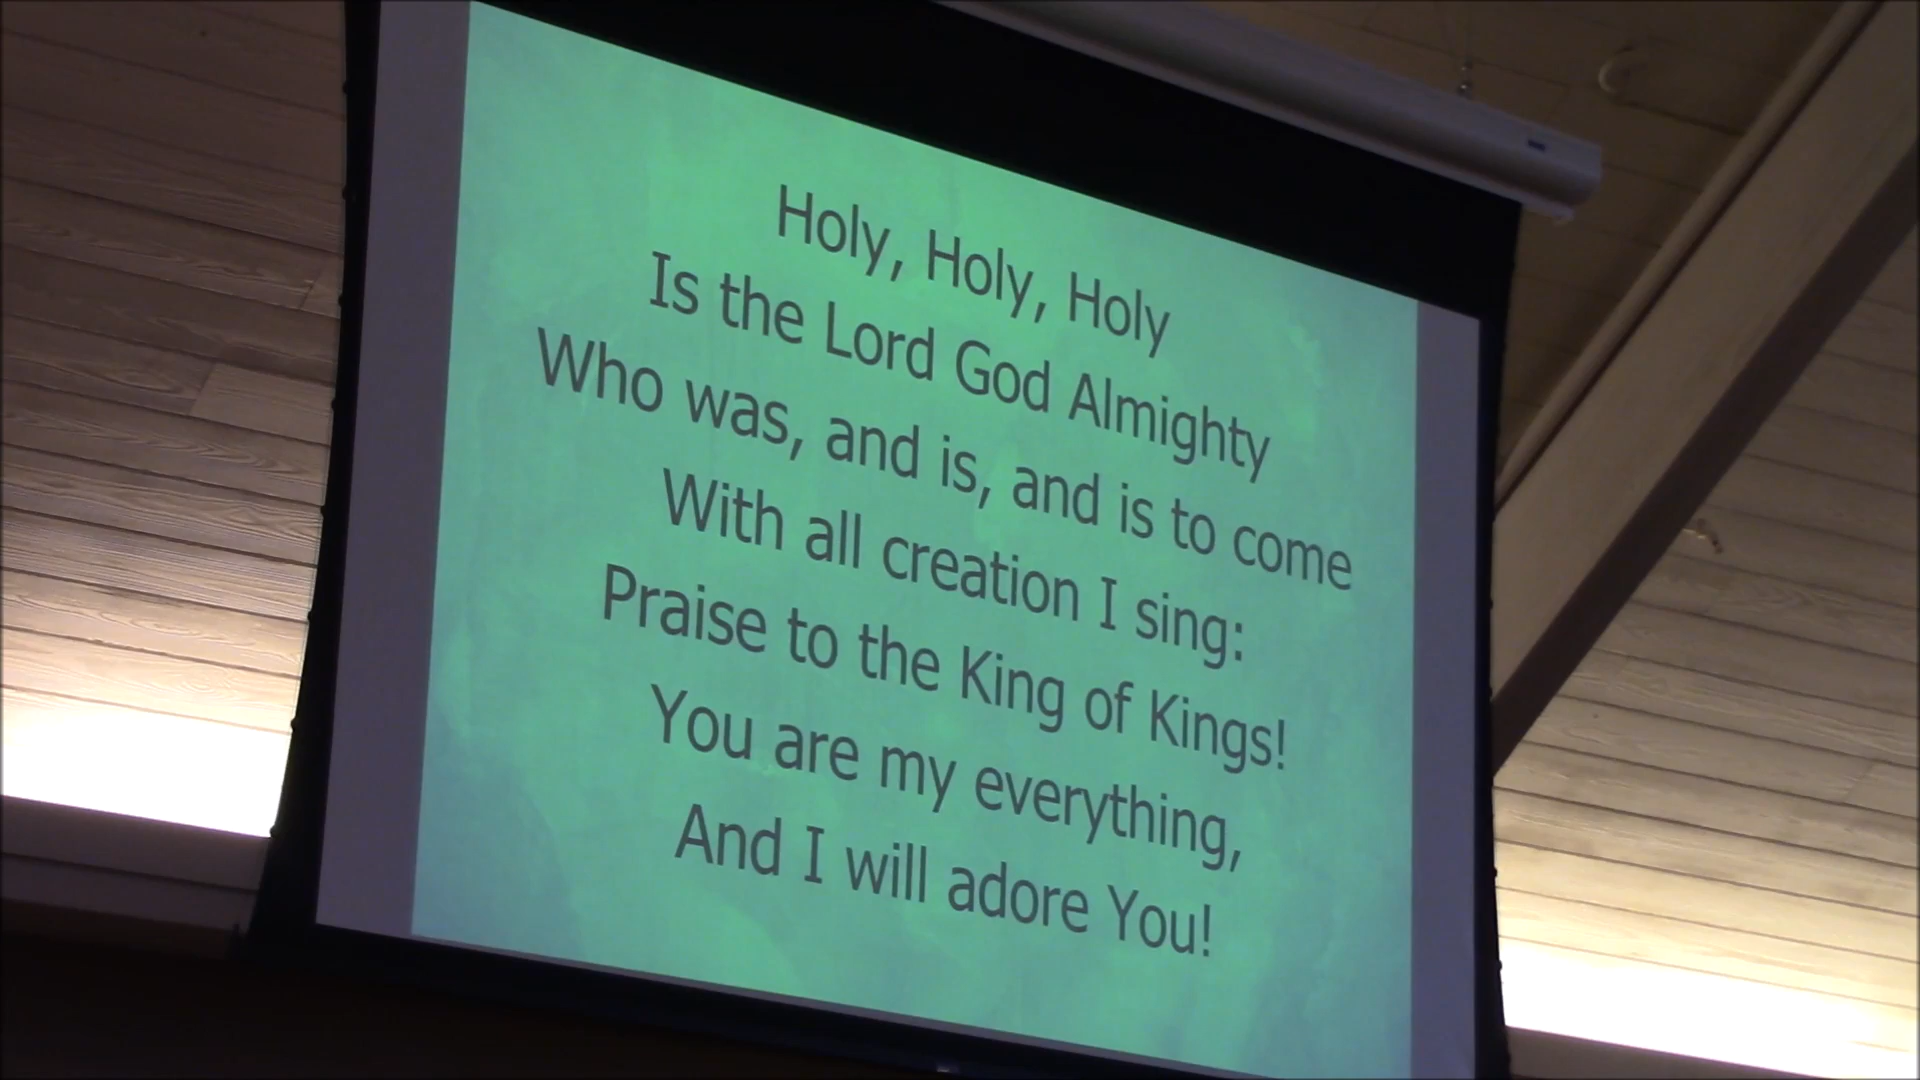 Holy, Holy, Holy
Is the Lord God Almighty
Who was, and is, and is to come
With all creation I sing:
Praise to the King of Kings!
You are my everything,
And I will adore You!